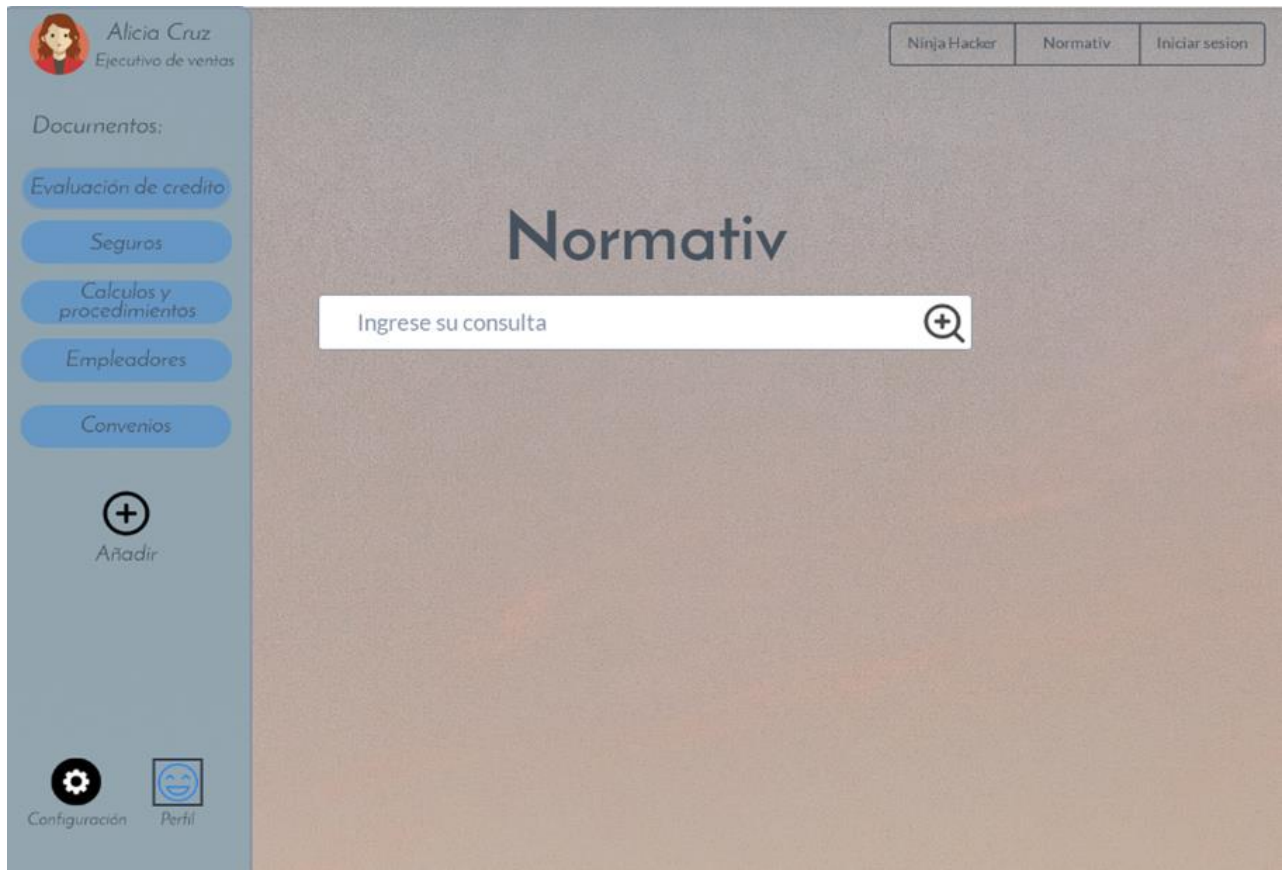 Alicia Cruz
Ejecutivo de ventas
Ninja Hacker
Normativ
Iniciar sesion
Documentos:
Evaluación de credito
Seguros
Calculos y
procedimientos
Empleadores
Convenios
Añadir
Configuración
Perfil
Normativ
Ingrese su consulta